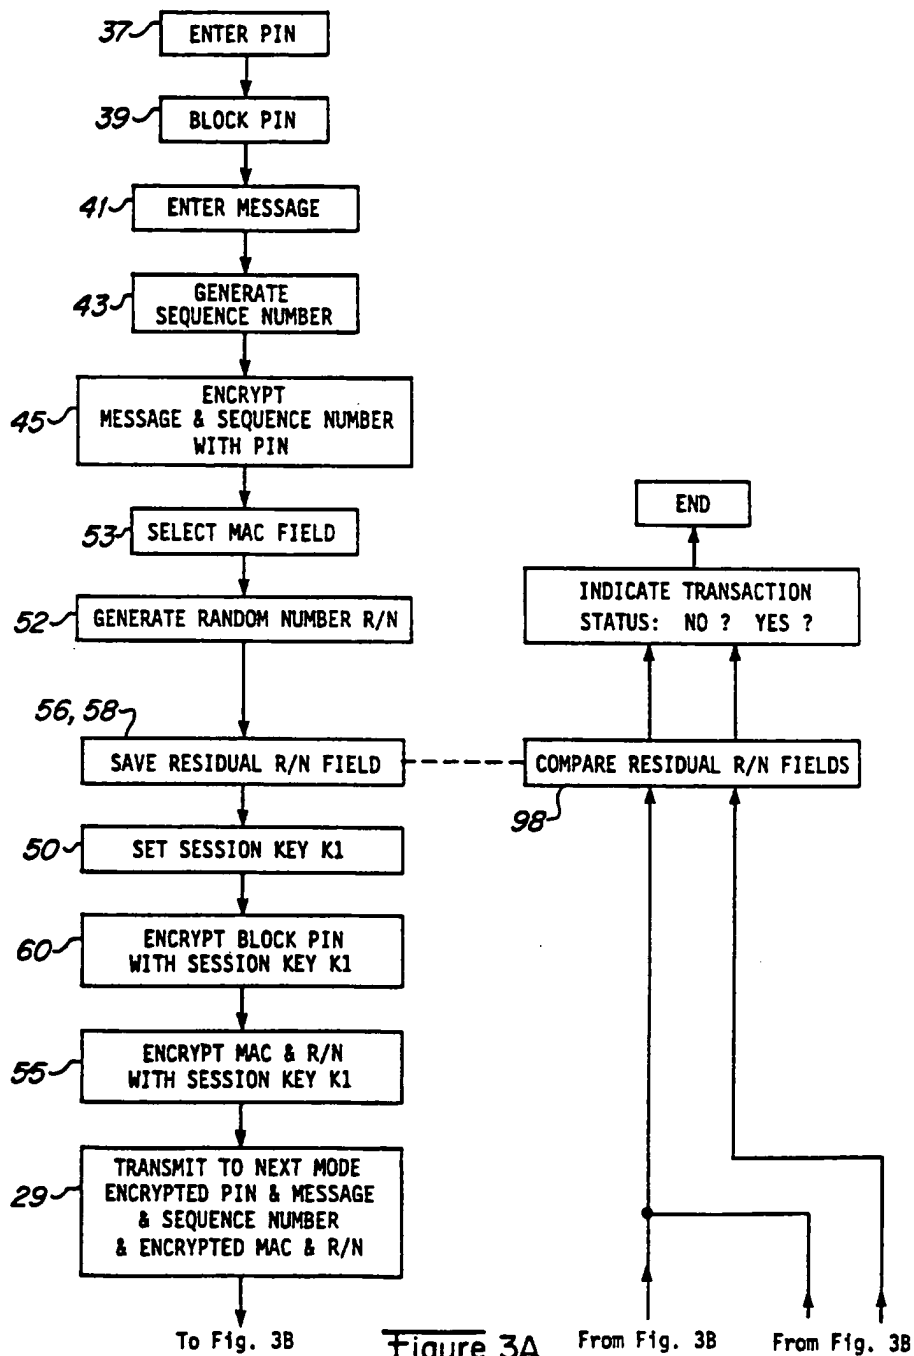 37
ENTER PIN
39
BLOCK PIN
41
ENTER MESSAGE
43
GENERATE
SEQUENCE NUMBER
45
ENCRYPT
MESSAGE & SEQUENCE NUMBER
WITH PIN
53
SELECT MAC FIELD
52
GENERATE RANDOM NUMBER R/N
56, 58
SAVE RESIDUAL R/N FIELD
50
SET SESSION KEY K1
60
ENCRYPT BLOCK PIN
WITH SESSION KEY K1
55
ENCRYPT MAC & R/N
WITH SESSION KEY K1
29
TRANSMIT TO NEXT MODE
ENCRYPTED PIN & MESSAGE
& SEQUENCE NUMBER
& ENCRYPTED MAC & R/N
To Fig. 3B
END
INDICATE TRANSACTION
STATUS: NO ? YES ?
COMPARE RESIDUAL R/N FIELDS
98
From Fig. 3B
From Fig. 3B
Figure 3A